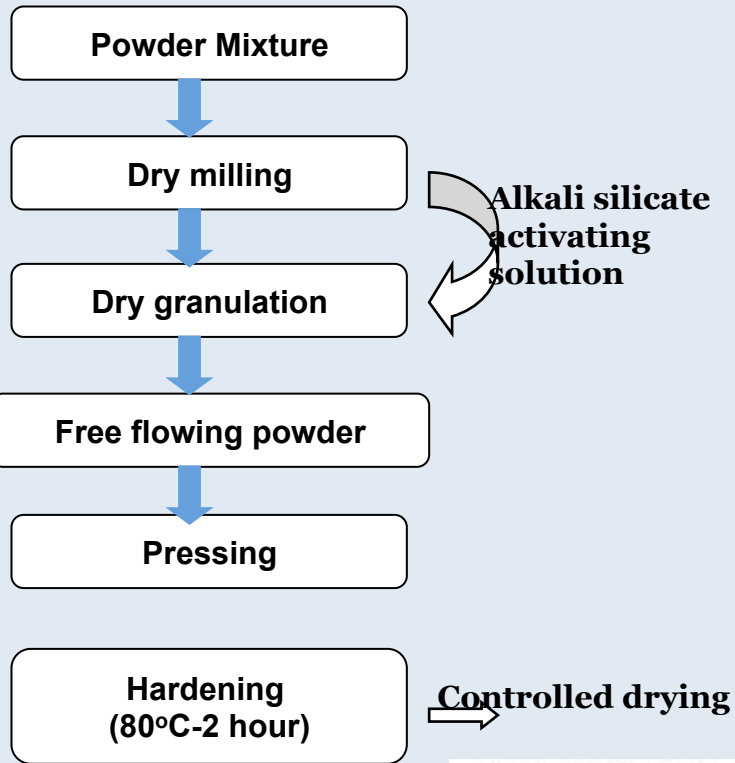 Powder Mixture
Dry milling
Alkali silicate
activating
solution
Dry granulation
Free flowing powder
Pressing
Hardening
(80°C-2 hour)
Controlled drying